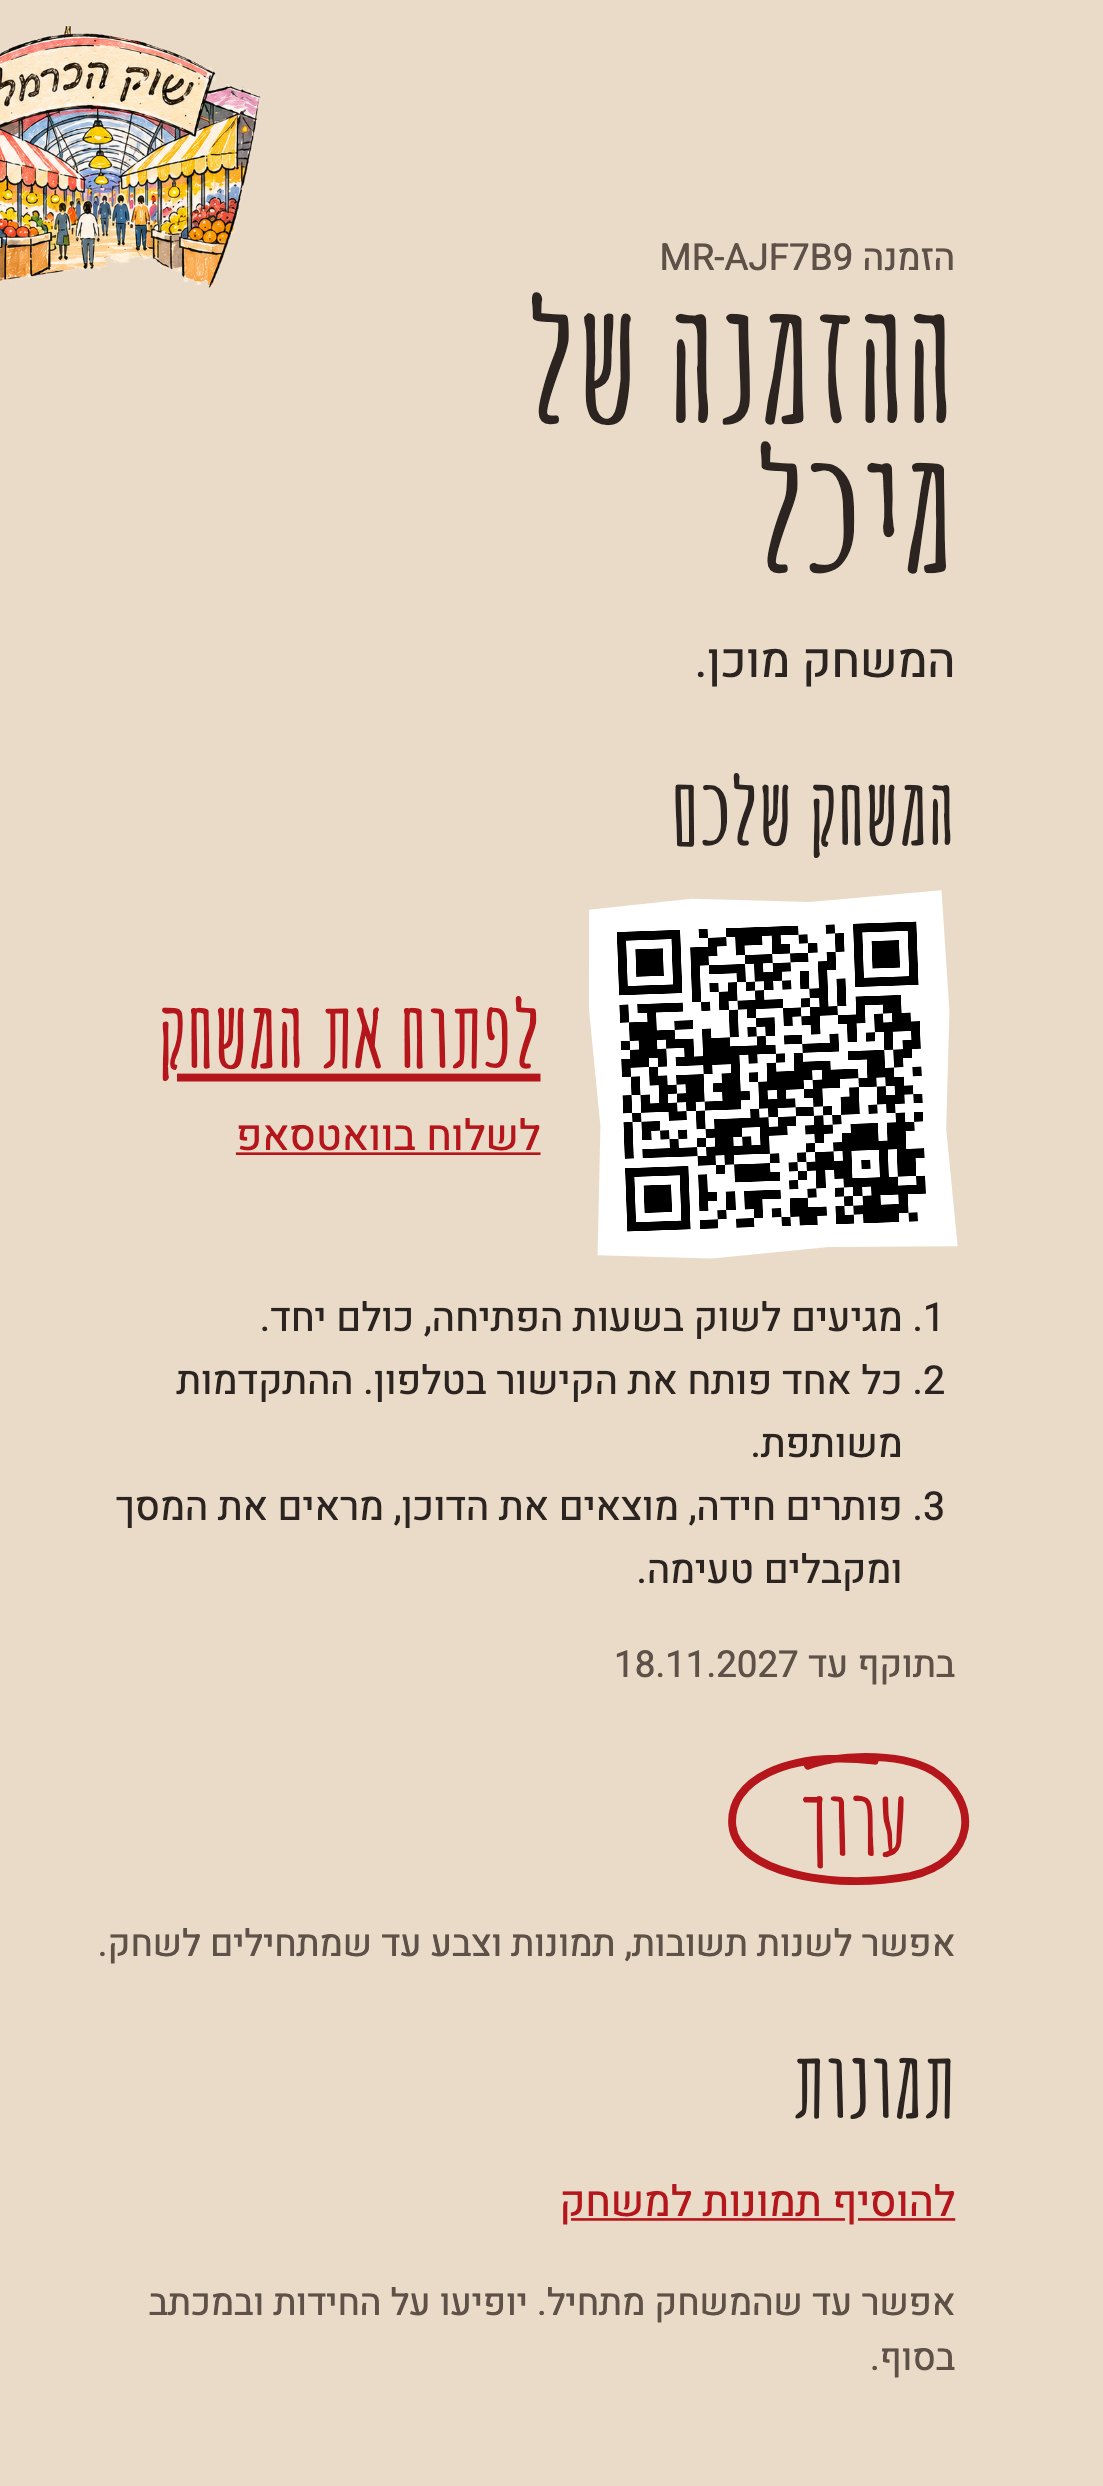 שוק הכרמל
הזמנה MR-AJF7B9
ההזמנה של
מיכל
המשחק מוכן.
המשחק שלכם
לפתוח את המשחק
לשלוח בוואטסאפ
1. מגיעים לשוק בשעות הפתיחה, כולם יחד.
2. כל אחד פותח את הקישור בטלפון. ההתקדמות
משותפת.
3. פותרים חידה, מוצאים את הדוכן, מראים את המסך
ומקבלים טעימה.
בתוקף עד 18.11.2027
ערוך
אפשר לשנות תשובות, תמונות וצבע עד שמתחילים לשחק.
תמונות
להוסיף תמונות למשחק
אפשר עד שהמשחק מתחיל. יופיעו על החידות ובמכתב
בסוף.